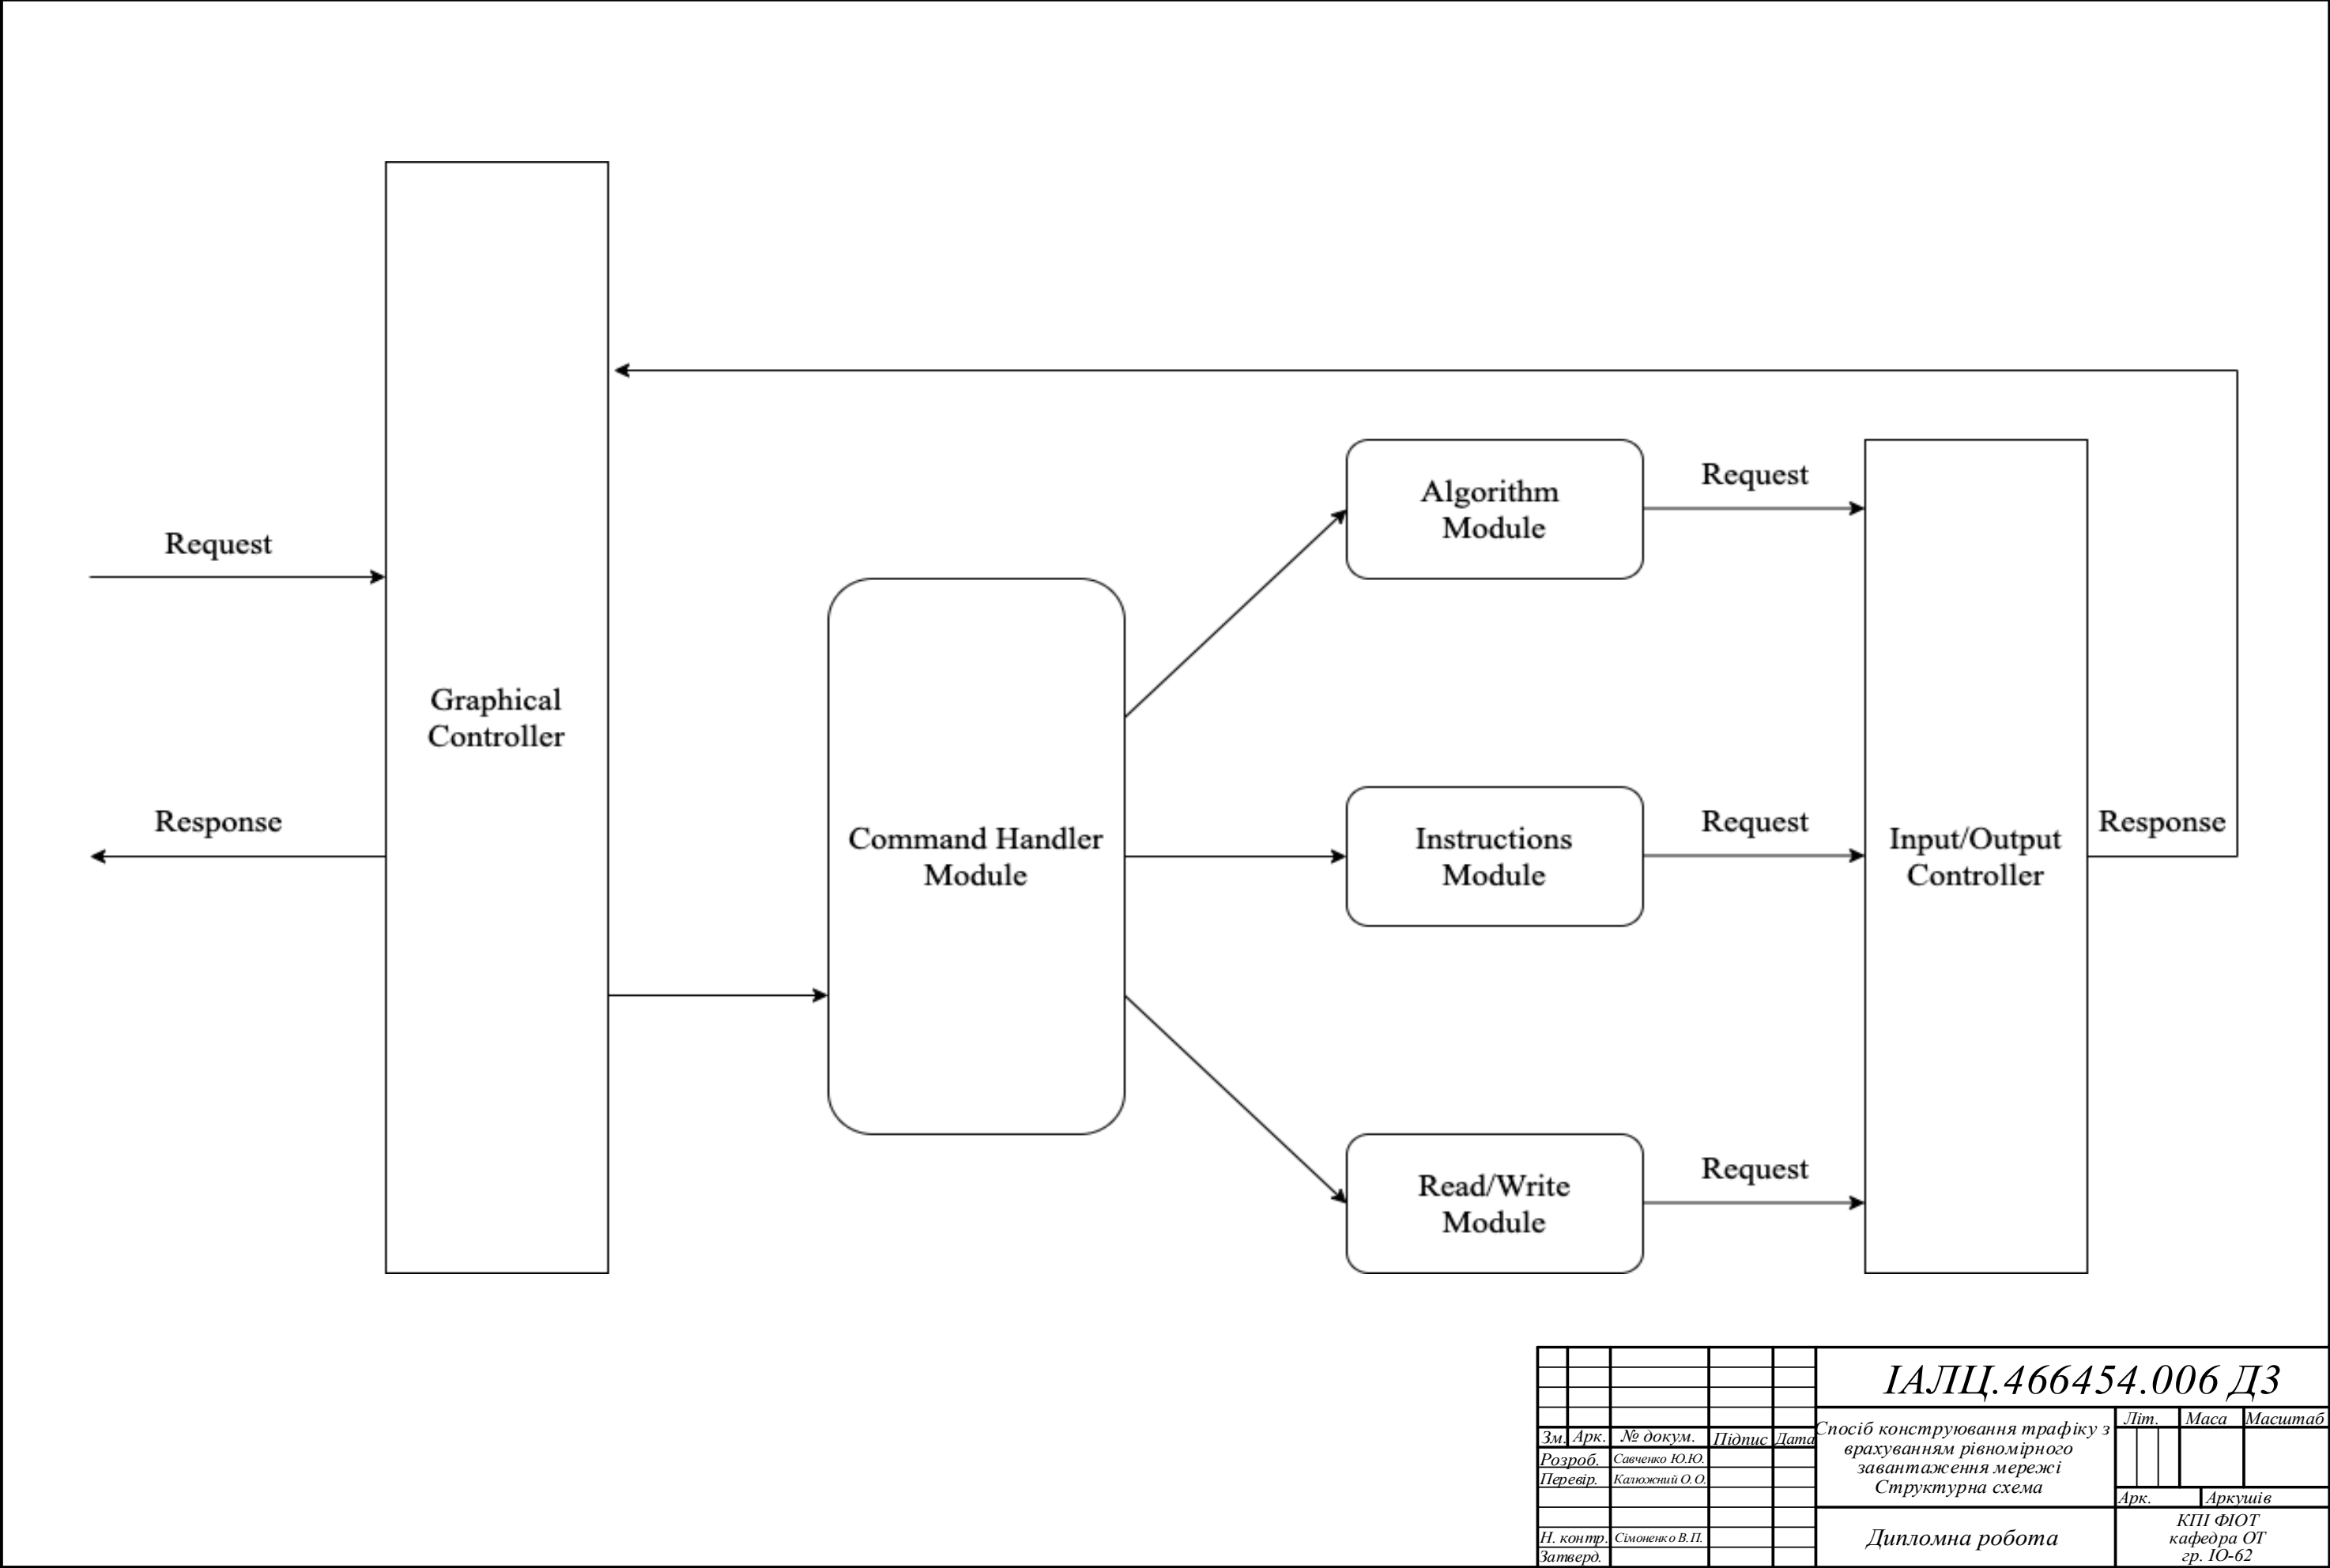 Request
Response
Graphical
Controller
Command Handler
Module
Algorithm
Module
Instructions
Module
Read/Write
Module
Request
Request
Request
Input/Output
Controller
Response
ІАЛЦ.466454.006 Д3
Зм. Арк. № докум. Підпис Дата
Розроб. Савченко Ю.Ю.
Перевір. Калюжний О.О.
Н. контр. Сімоненко В.П.
Затверд.
Спосіб конструювання трафіку з
врахуванням рівномірного
завантаження мережі
Структурна схема
Літ. Маса Масштаб
Арк. Аркушів
Дипломна робота
КПІ ФІОТ
кафедра ОТ
гр. ІО-62